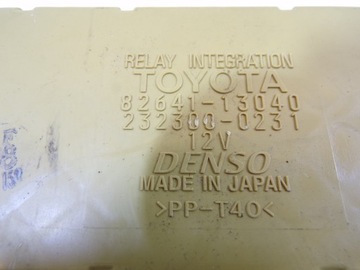 RELAY INTEGRATION
TOYOTA
82641-13040
232300-0231
12V
DENSO
MADE IN JAPAN
>PP-T40<